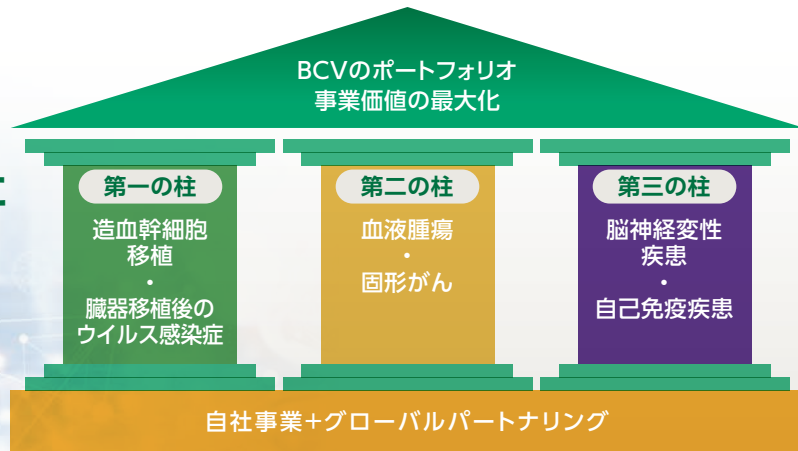 BCVのポートフォリオ
事業価値の最大化
に
第一の柱
造血幹細胞
移植
・
臓器移植後の
ウイルス感染症
第二の柱
血液腫瘍
・
固形がん
第三の柱
脳神経変性
疾患
・
自己免疫疾患
自社事業+グローバルパートナリング